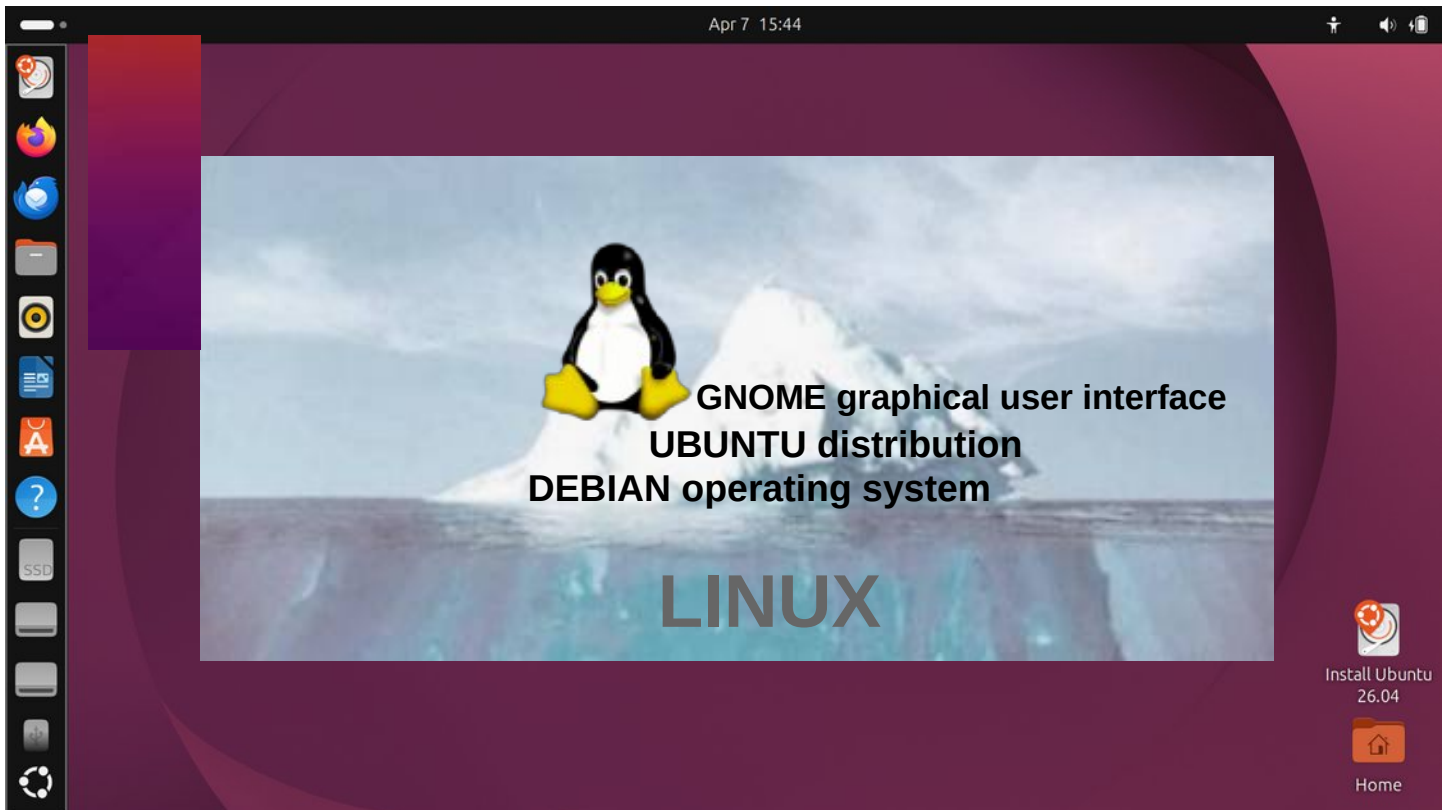 Apr 7 15:44
GNOME graphical user interface
UBUNTU distribution
DEBIAN operating system
LINUX
SSD
Install Ubuntu
26.04
Home